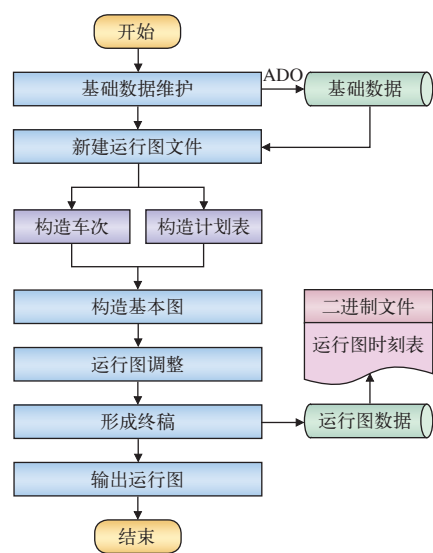 开始
基础数据维护
ADO
基础数据
新建运行图文件
构造车次
构造计划表
构造基本图
二进制文件
运行图时刻表
运行图调整
形成终稿
运行图数据
输出运行图
结束